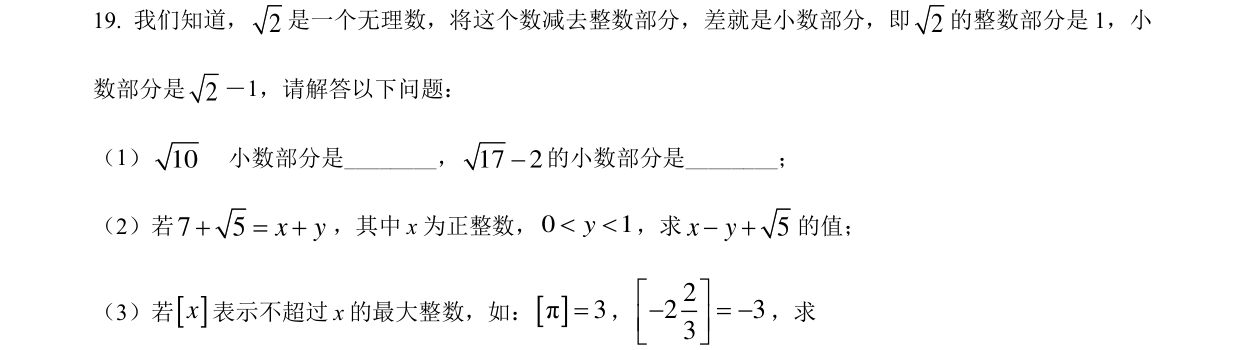 19. 我们知道，√2 是一个无理数，将这个数减去整数部分，差就是小数部分，即√2 的整数部分是 1，小
数部分是√2 －1，请解答以下问题：
（1）√10 小数部分是________，√17－2的小数部分是________；
（2）若7+√5=x+y，其中 x 为正整数，0<y<1，求x−y+√5 的值；
（3）若[x]表示不超过 x 的最大整数，如：[π]=3，[−2 2/3]=−3，求